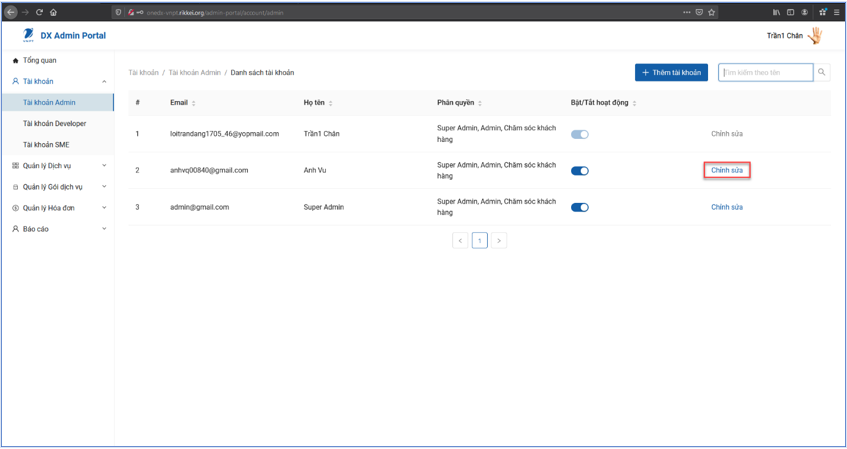 onedx-vnpt.rikkei.org/admin-portal/account/admin
VNPT
DX Admin Portal
Trần1 Chân
Tổng quan
Tài khoản
Tài khoản Admin
Tài khoản Developer
Tài khoản SME
Quản lý Dịch vụ
Quản lý Gói dịch vụ
Quản lý Hóa đơn
Báo cáo
Tài khoản / Tài khoản Admin / Danh sách tài khoản
+ Thêm tài khoản
Tìm kiếm theo tên
# Email Họ tên Phân quyền Bật/Tắt hoạt động
1 loitrandang1705_46@yopmail.com Trần1 Chân Super Admin, Admin, Chăm sóc khách hàng Chỉnh sửa
2 anhvq00840@gmail.com Anh Vu Super Admin, Admin, Chăm sóc khách hàng Chỉnh sửa
3 admin@gmail.com Super Admin Super Admin, Admin, Chăm sóc khách hàng Chỉnh sửa
< 1 >